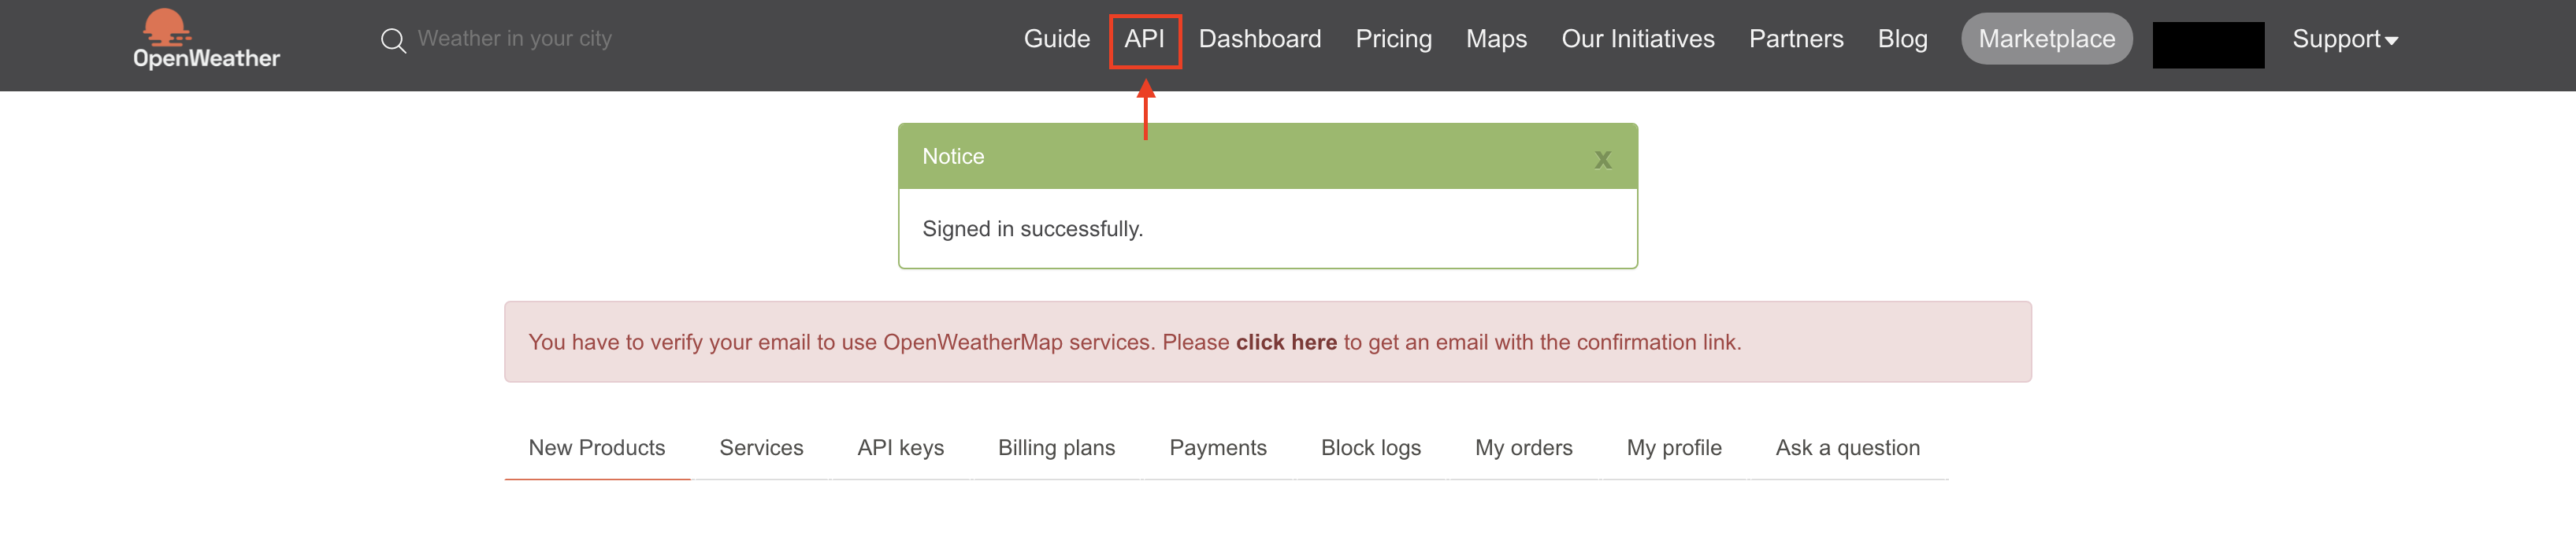 OpenWeather
Weather in your city
Guide API Dashboard Pricing Maps Our Initiatives Partners Blog Marketplace Support
Notice x
Signed in successfully.
You have to verify your email to use OpenWeatherMap services. Please click here to get an email with the confirmation link.
New Products Services API keys Billing plans Payments Block logs My orders My profile Ask a question